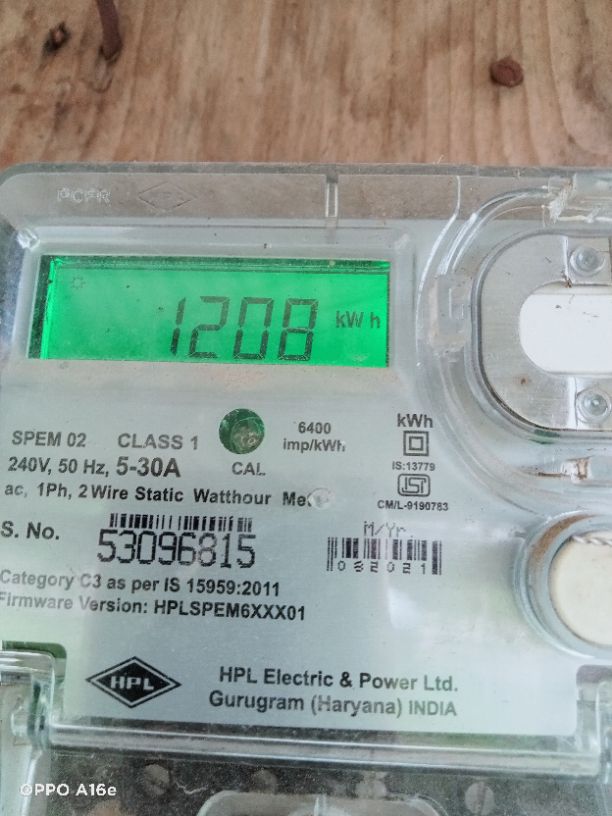 1208 kWh
SPEM 02 CLASS 1
240V, 50 Hz, 5-30A
CAL
6400
imp/kWh
kWh
IS:13779
ISI
CM/L-9190783
ac, 1Ph, 2 Wire Static Watthour
S. No. 53096815
M/Yr.
082021
Category C3 as per IS 15959:2011
Firmware Version: HPLSPEM6XXX01
HPL
HPL Electric & Power Ltd.
Gurugram (Haryana) INDIA
OPPO A16e